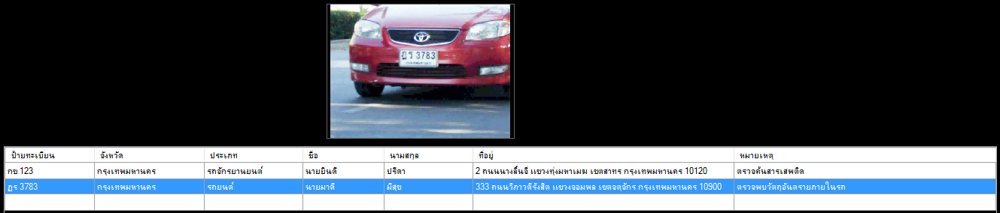 ฎร 3783
ป้ายทะเบียน จังหวัด ประเภท ชื่อ นามสกุล ที่อยู่ หมายเหตุ
กข 123 กรุงเทพมหานคร รถจักรยานยนต์ นายยินดี ปรีดา 2 ถนนนางลิ้นจี่ แขวงทุ่งมหาเมฆ เขตสาทร กรุงเทพมหานคร 10120 ตรวจค้นสารเสพติด
ฎร 3783 กรุงเทพมหานคร รถยนต์ นายมาดี มีสุข 333 ถนนวิภาวดีรังสิต แขวงจอมพล เขตจตุจักร กรุงเทพมหานคร 10900 ตรวจพบวัตถุอันตรายภายในรถ